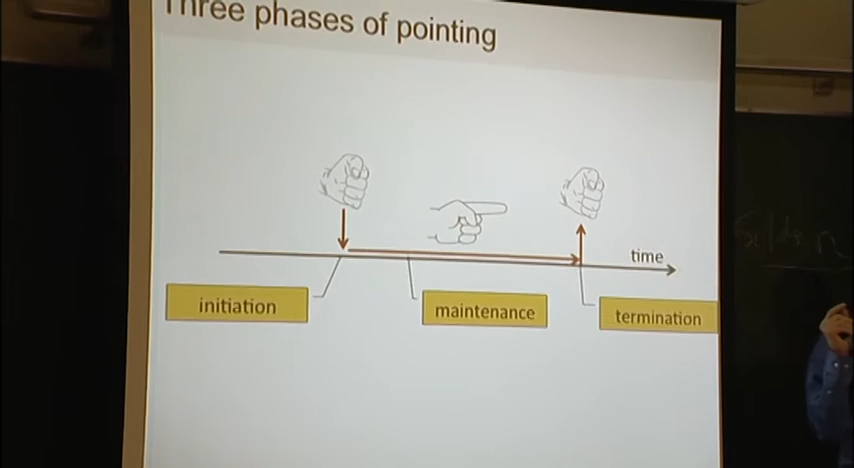 Three phases of pointing
time
initiation
maintenance
termination